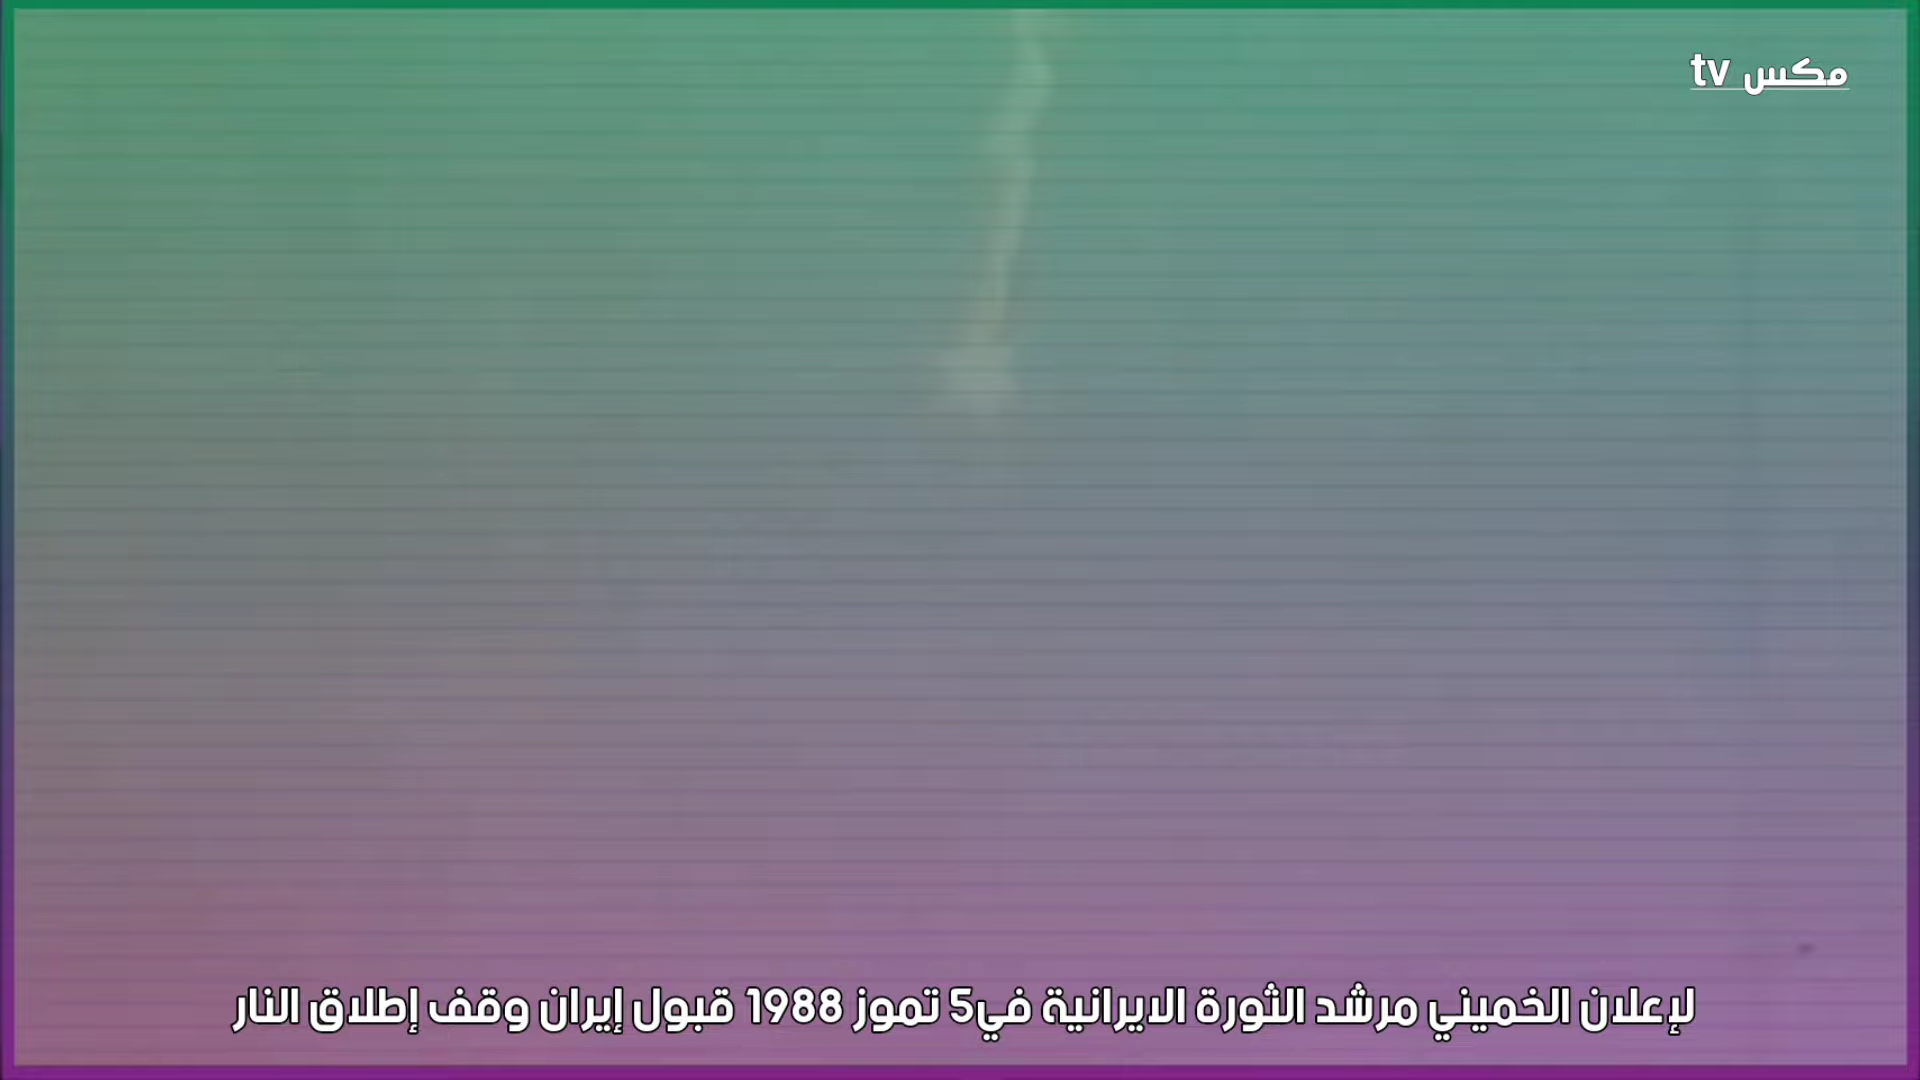 مكس tv
لإعلان الخميني مرشد الثورة الايرانية في5 تموز 1988 قبول إيران وقف إطلاق النار